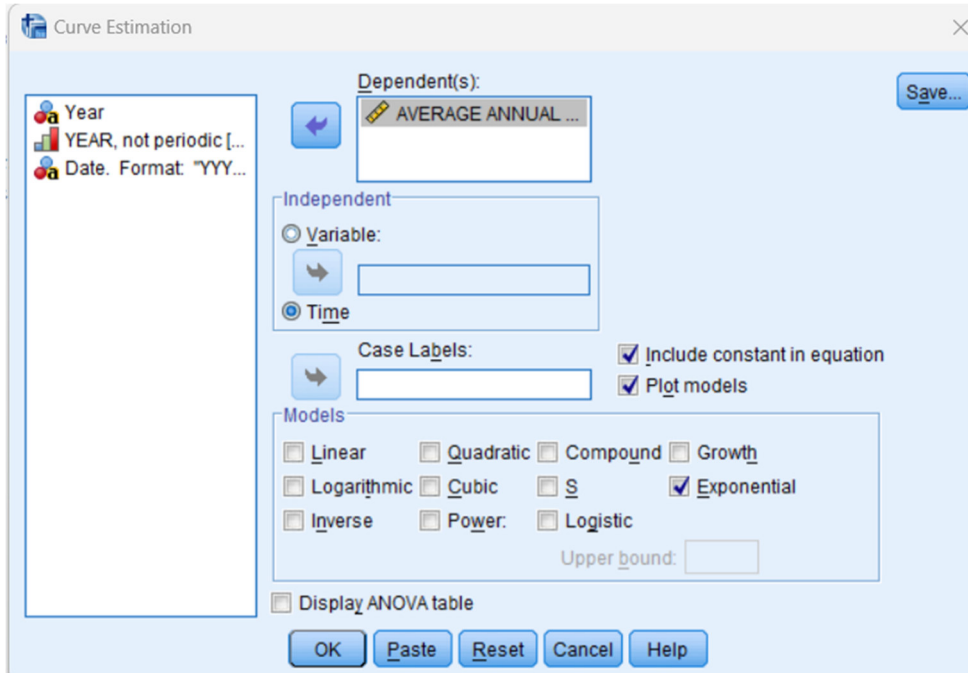 Curve Estimation
Dependent(s):
Save...
Year
YEAR, not periodic [...
Date. Format: "YYY...
AVERAGE ANNUAL ...
Independent
Variable:
Time
Case Labels:
Include constant in equation
Plot models
Models
Linear Quadratic Compound Growth
Logarithmic Cubic S Exponential
Inverse Power: Logistic
Upper bound:
Display ANOVA table
OK Paste Reset Cancel Help